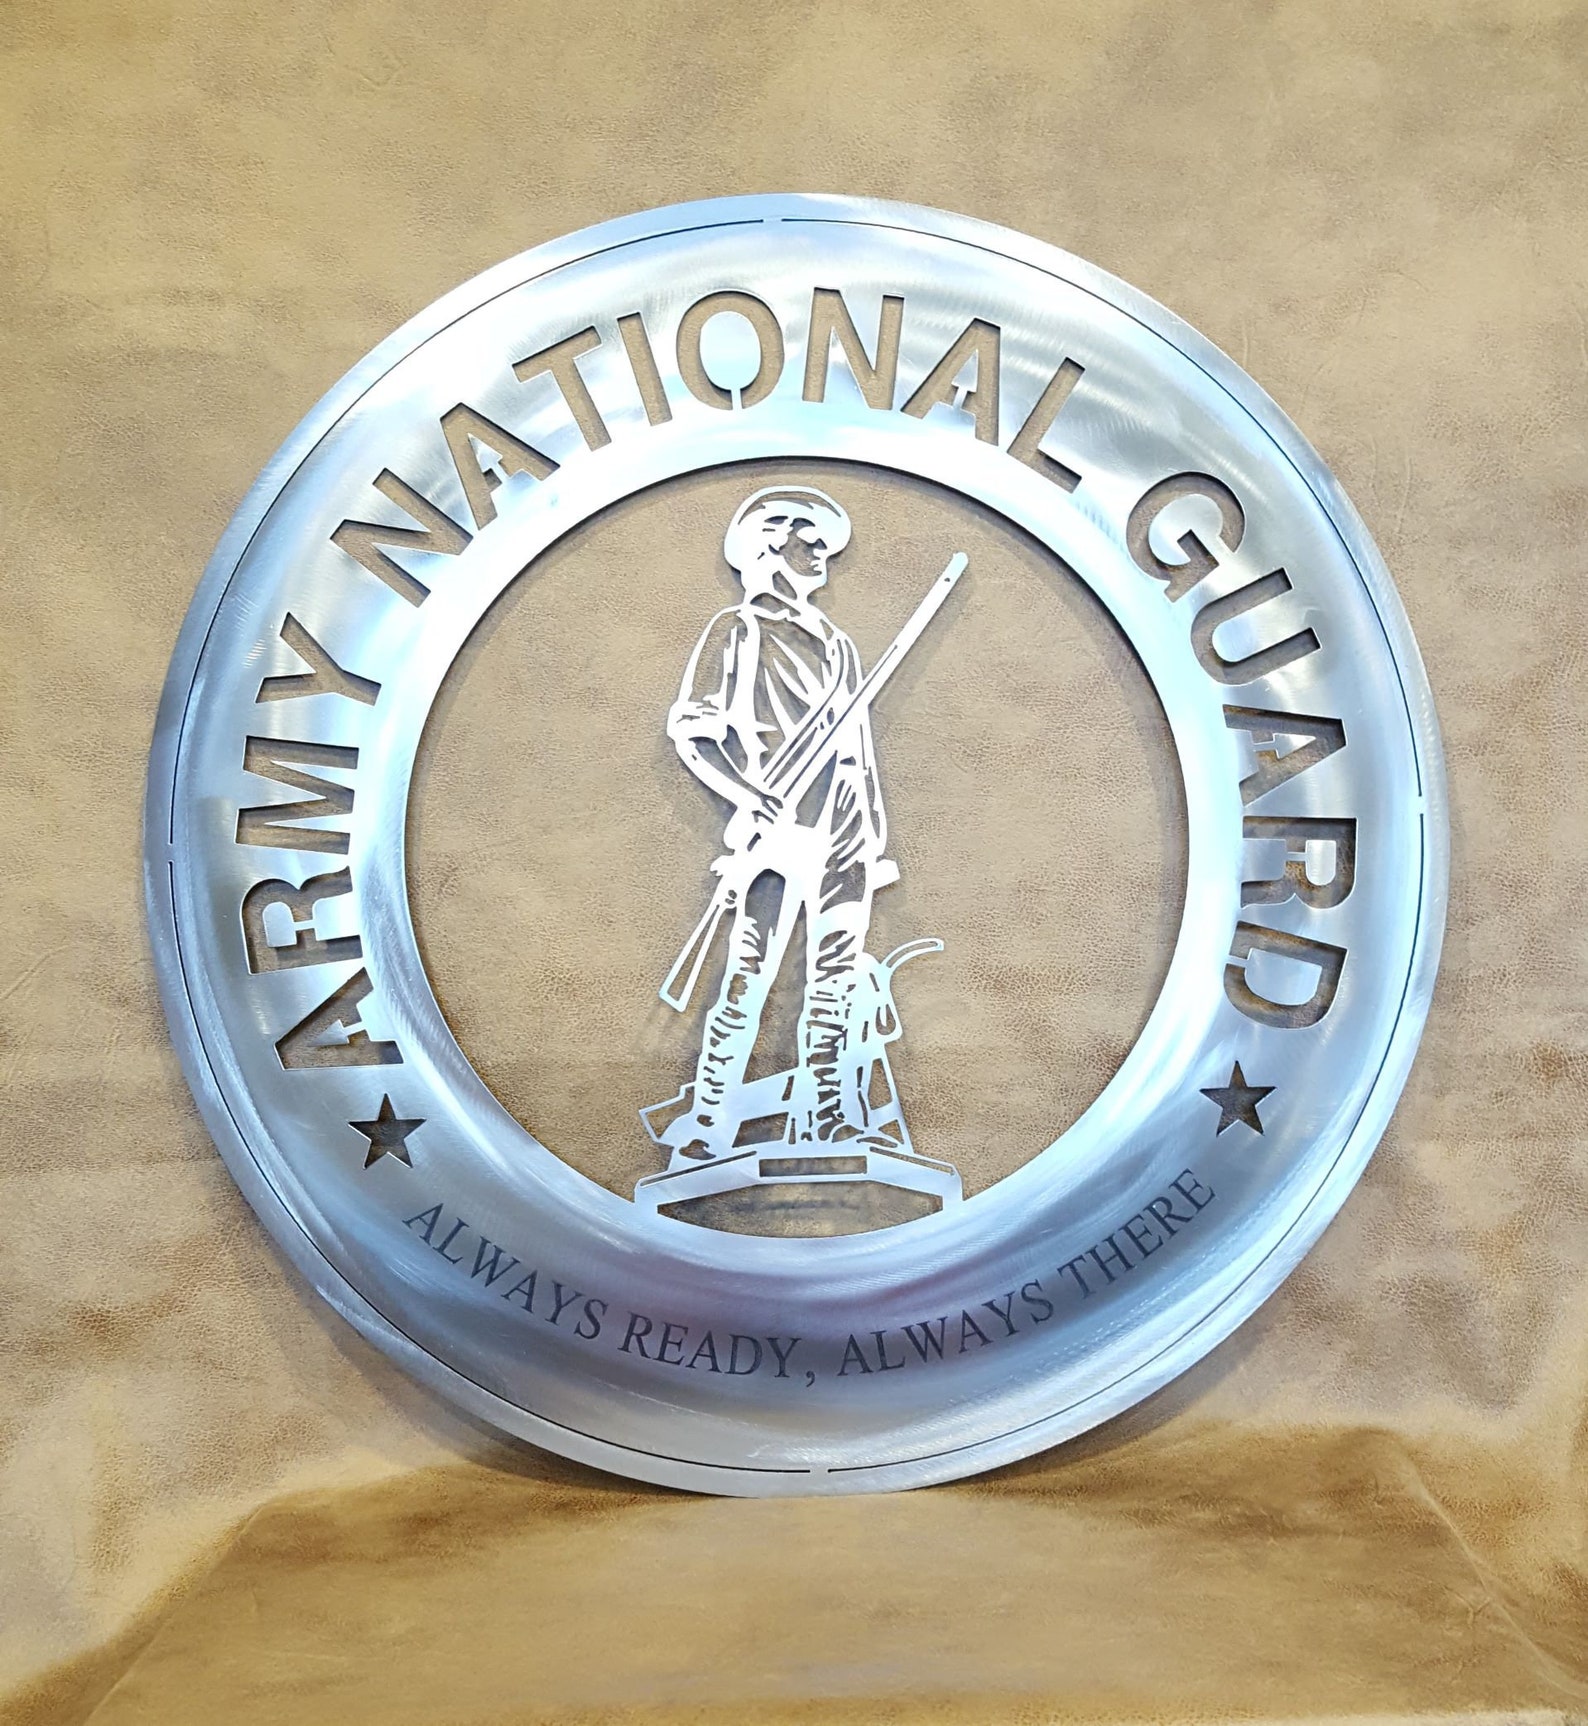 ARMY NATIONAL GUARD
ALWAYS READY, ALWAYS THERE